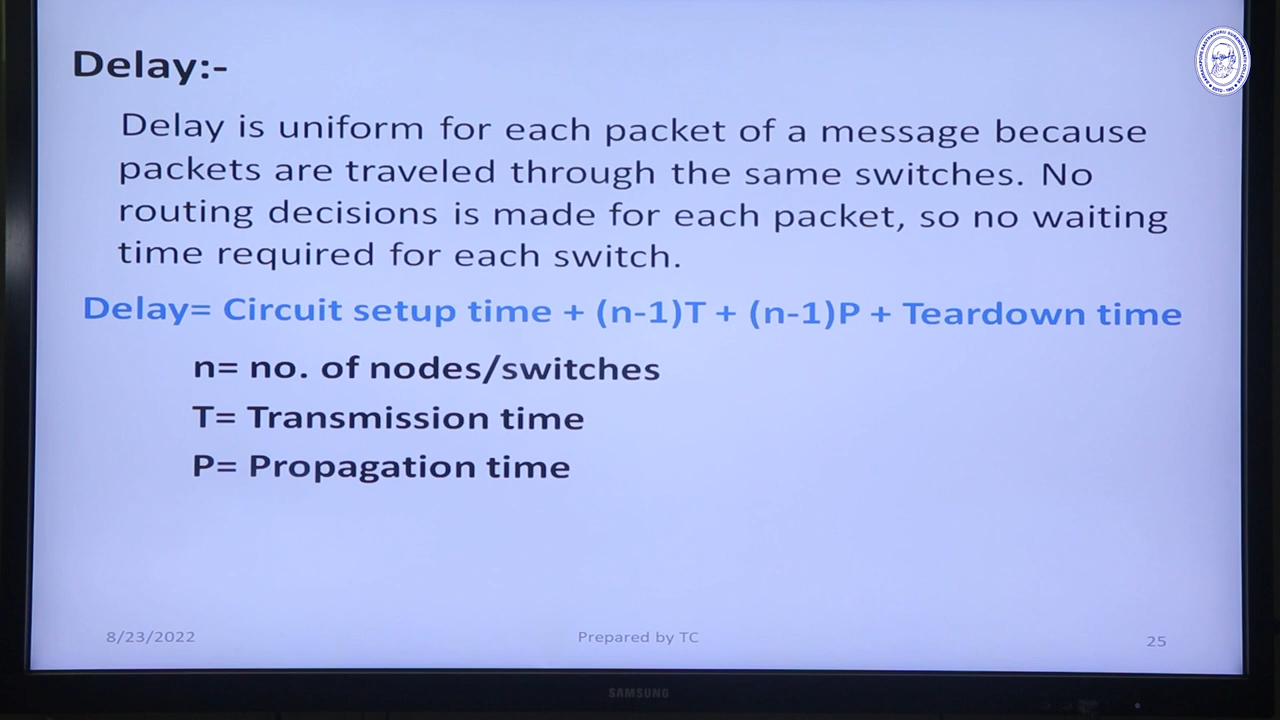 Delay:-
Delay is uniform for each packet of a message because
packets are traveled through the same switches. No
routing decisions is made for each packet, so no waiting
time required for each switch.
Delay= Circuit setup time + (n-1)T + (n-1)P + Teardown time
n= no. of nodes/switches
T= Transmission time
P= Propagation time
8/23/2022
Prepared by TC
25
SAMSUNG